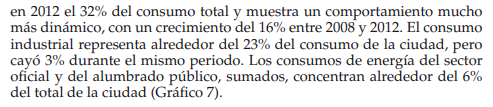 en 2012 el 32% del consumo total y muestra un comportamiento mucho
más dinámico, con un crecimiento del 16% entre 2008 y 2012. El consumo
industrial representa alrededor del 23% del consumo de la ciudad, pero
cayó 3% durante el mismo periodo. Los consumos de energía del sector
oficial y del alumbrado público, sumados, concentran alrededor del 6%
del total de la ciudad (Gráfico 7).